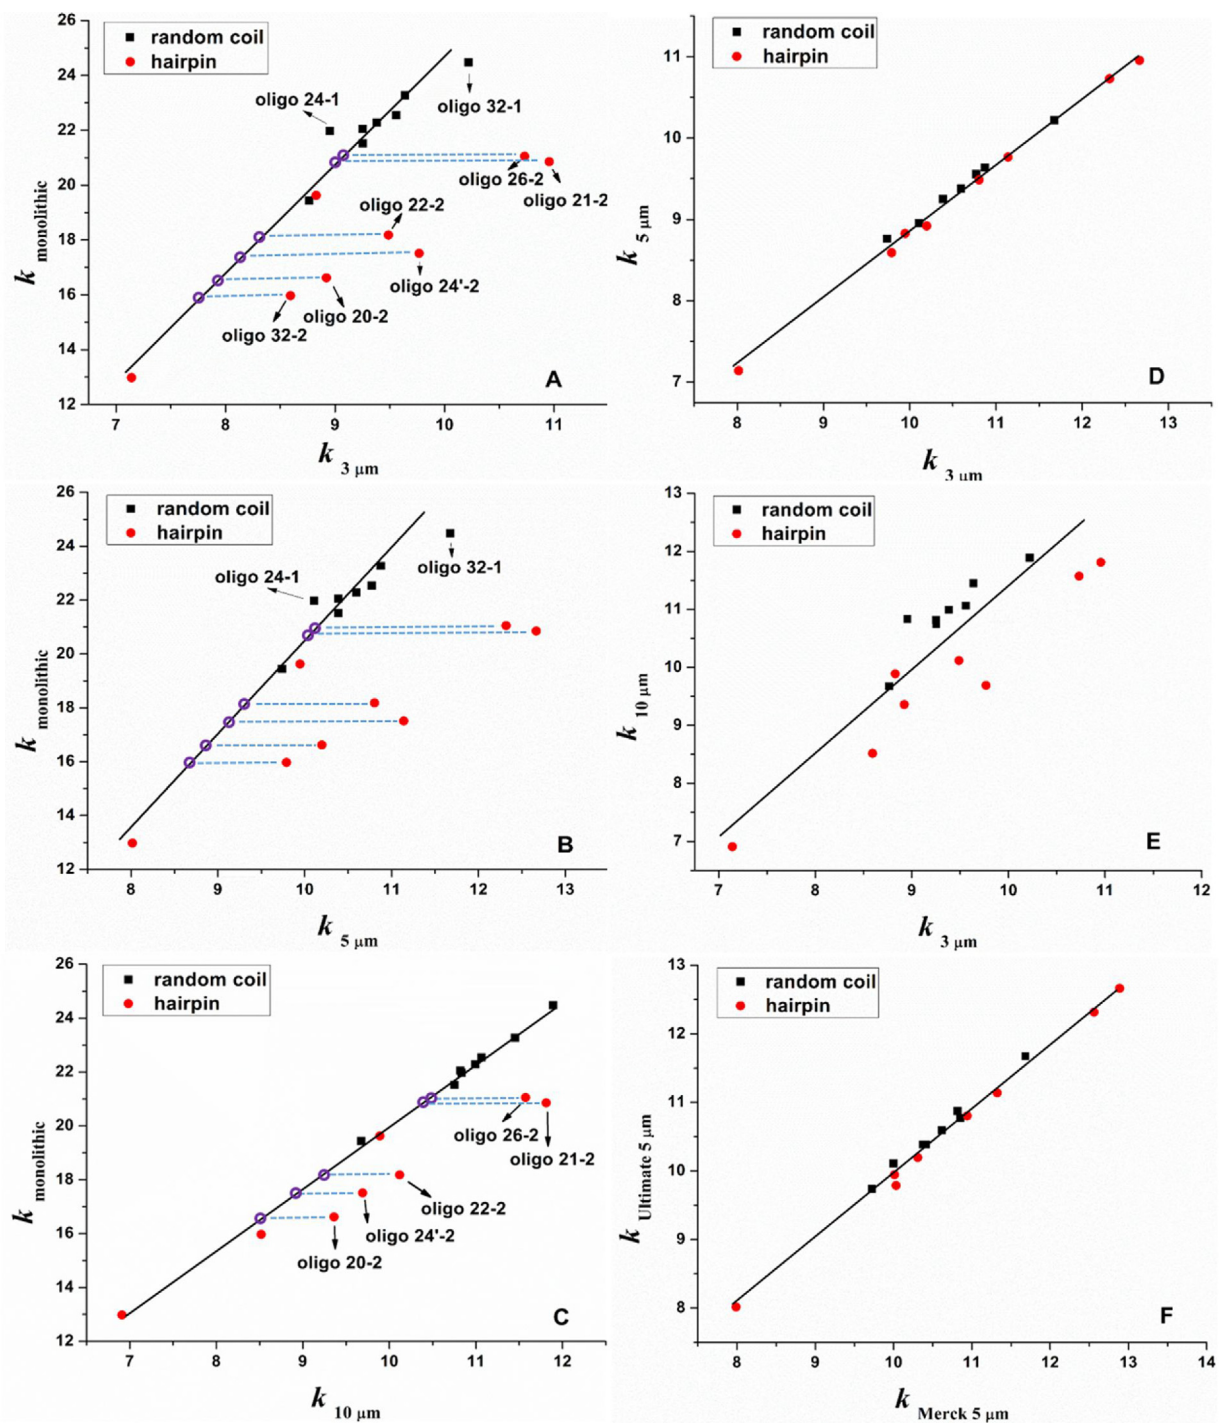 random coil
hairpin
26
24
22
20
18
16
14
12
k monolithic
oligo 24-1
oligo 32-1
oligo 26-2
oligo 21-2
oligo 22-2
oligo 24'-2
oligo 20-2
oligo 32-2
A
7 8 9 10 11
k 3 μm
random coil
hairpin
11
10
9
8
7
k 5 μm
D
8 9 10 11 12 13
k 3 μm
random coil
hairpin
26
24
22
20
18
16
14
12
k monolithic
oligo 24-1
oligo 32-1
B
8 9 10 11 12 13
k 5 μm
random coil
hairpin
13
12
11
10
9
8
7
k 10 μm
E
7 8 9 10 11 12
k 3 μm
random coil
hairpin
26
24
22
20
18
16
14
12
k monolithic
oligo 26-2
oligo 21-2
oligo 22-2
oligo 24'-2
oligo 20-2
C
7 8 9 10 11 12
k 10 μm
random coil
hairpin
13
12
11
10
9
8
k Ultimate 5 μm
F
8 9 10 11 12 13 14
k Merck 5 μm